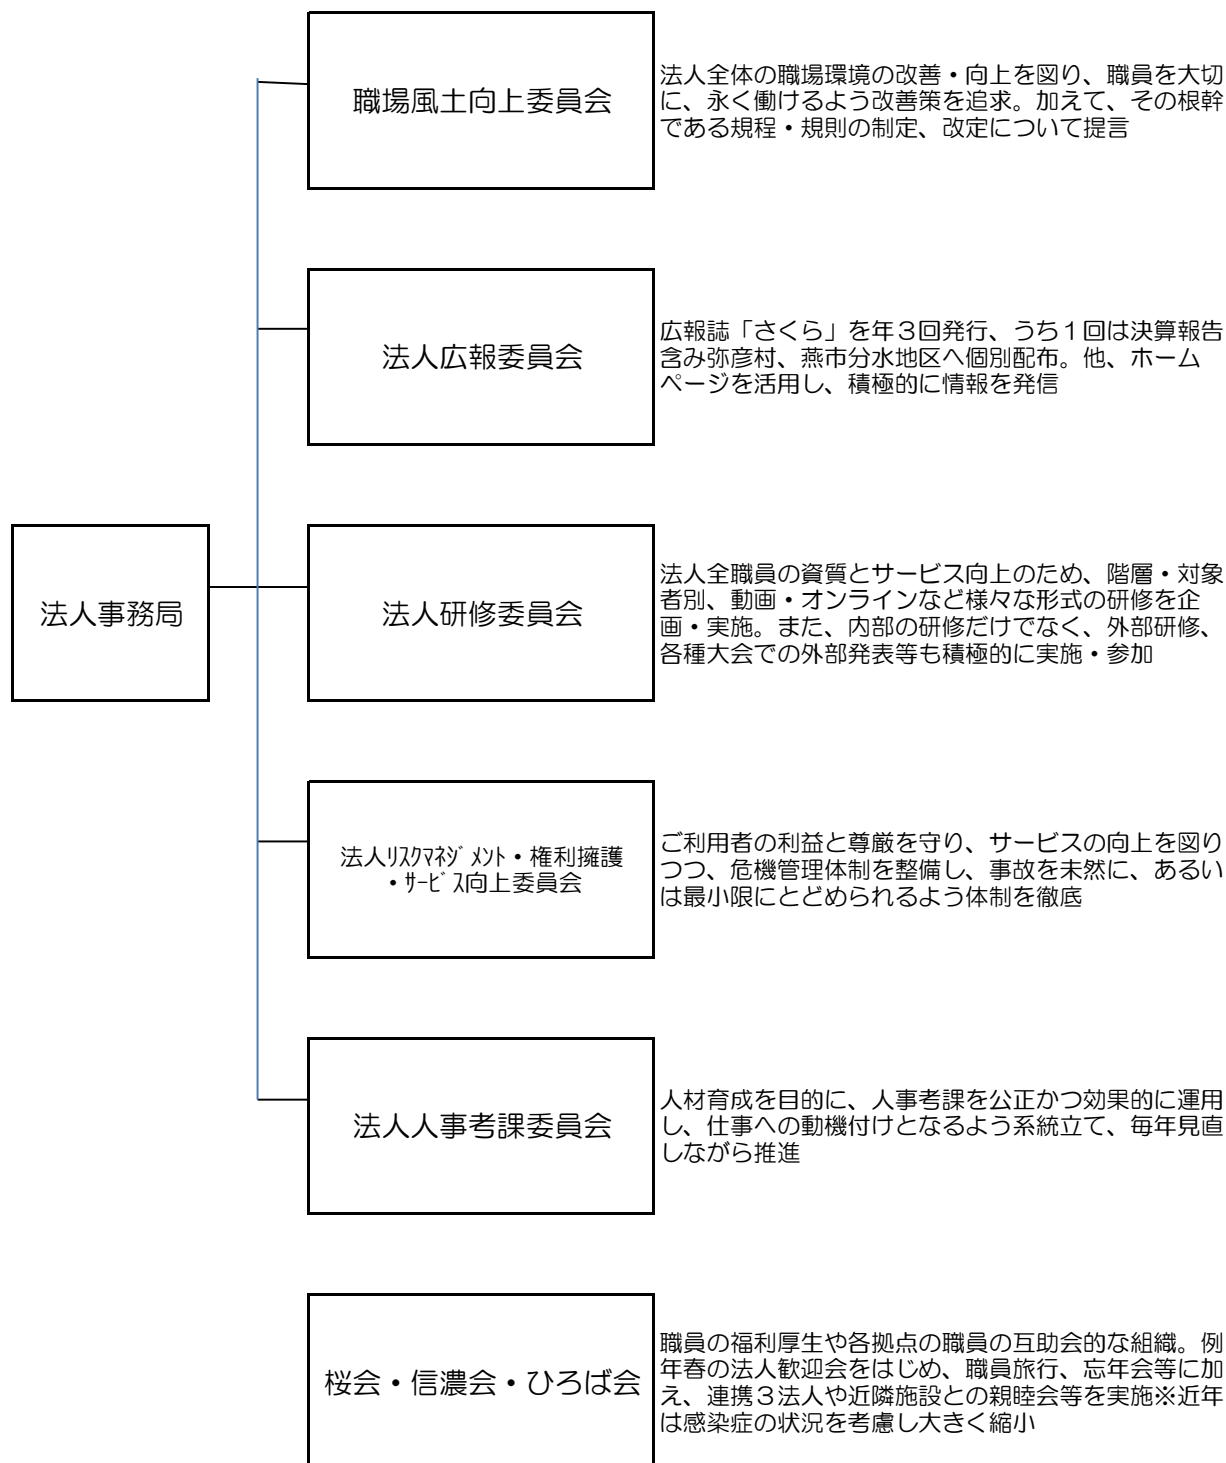 職場風土向上委員会
法人全体の職場環境の改善・向上を図り、職員を大切
に、永く働けるよう改善策を追求。加えて、その根幹
である規程・規則の制定、改定について提言
法人広報委員会
広報誌「さくら」を年３回発行、うち１回は決算報告
含み弥彦村、燕市分水地区へ個別配布。他、ホーム
ページを活用し、積極的に情報を発信
法人事務局
法人研修委員会
法人全職員の資質とサービス向上のため、階層・対象
者別、動画・オンラインなど様々な形式の研修を企
画・実施。また、内部の研修だけでなく、外部研修、
各種大会での外部発表等も積極的に実施・参加
法人ﾘｽｸﾏﾈｼﾞﾒﾝﾄ・権利擁護
・ｻｰﾋﾞｽ向上委員会
ご利用者の利益と尊厳を守り、サービスの向上を図り
つつ、危機管理体制を整備し、事故を未然に、あるい
は最小限にとどめられるよう体制を徹底
法人人事考課委員会
人材育成を目的に、人事考課を公正かつ効果的に運用
し、仕事への動機付けとなるよう系統立て、毎年見直
しながら推進
桜会・信濃会・ひろば会
職員の福利厚生や各拠点の職員の互助会的な組織。例
年春の法人歓迎会をはじめ、職員旅行、忘年会等に加
え、連携３法人や近隣施設との親睦会等を実施※近年
は感染症の状況を考慮し大きく縮小